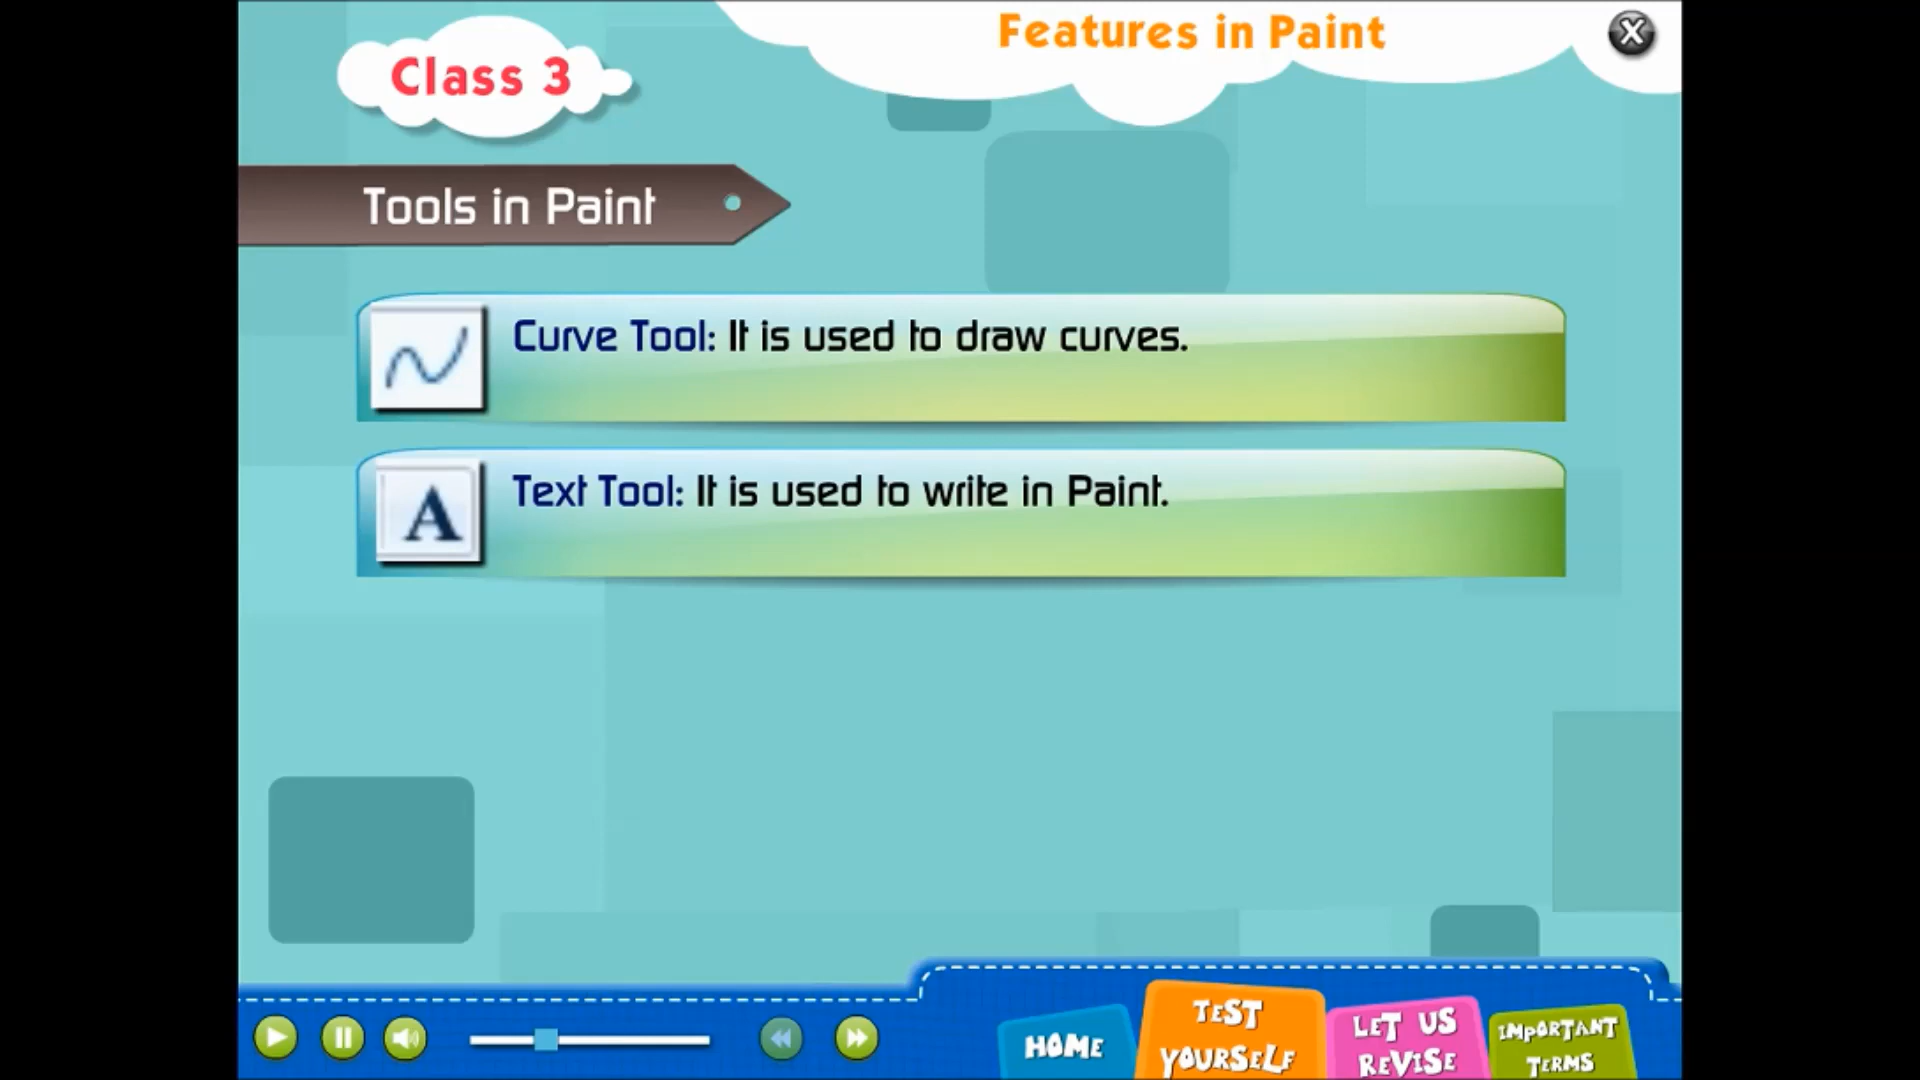 Class 3
Features in Paint
X
Tools in Paint
Curve Tool: It is used to draw curves.
A
Text Tool: It is used to write in Paint.
HOME
TEST
YOURSELF
LET US
REVISE
IMPORTANT
TERMS